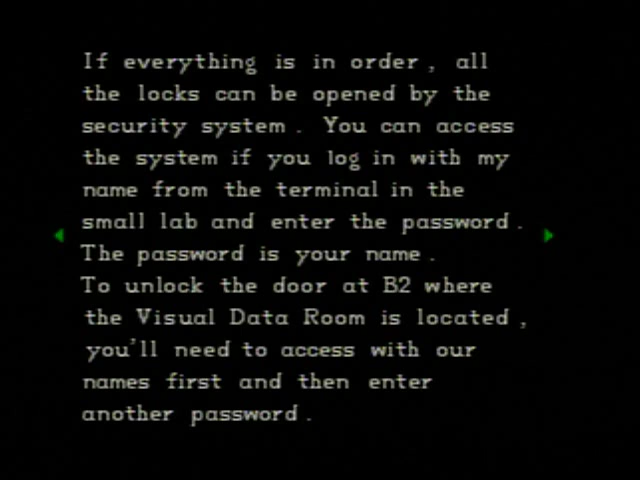 If everything is in order, all
the locks can be opened by the
security system. You can access
the system if you log in with my
name from the terminal in the
small lab and enter the password.
The password is your name.
To unlock the door at B2 where
the Visual Data Room is located,
you'll need to access with our
names first and then enter
another password.